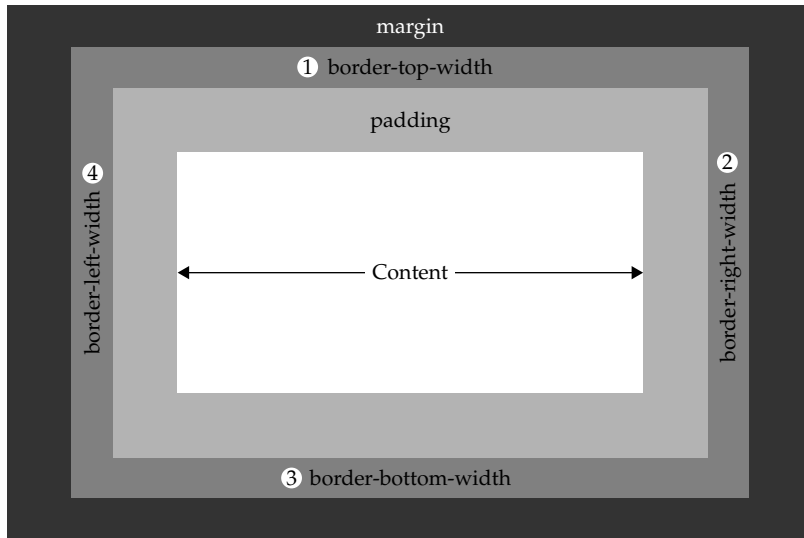 margin
1 border-top-width
padding
4 border-left-width
2 border-right-width
Content
3 border-bottom-width